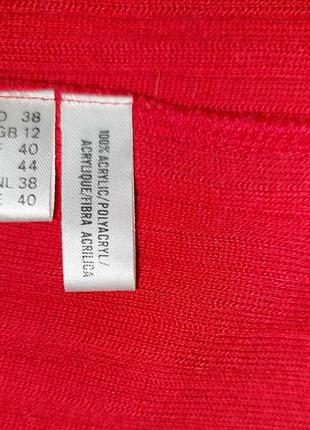 38
GB 12
40
44
NL 38
40
100% ACRYLIC/POLYACRYL/
ACRYLIQUE/FIBRA ACRILICA